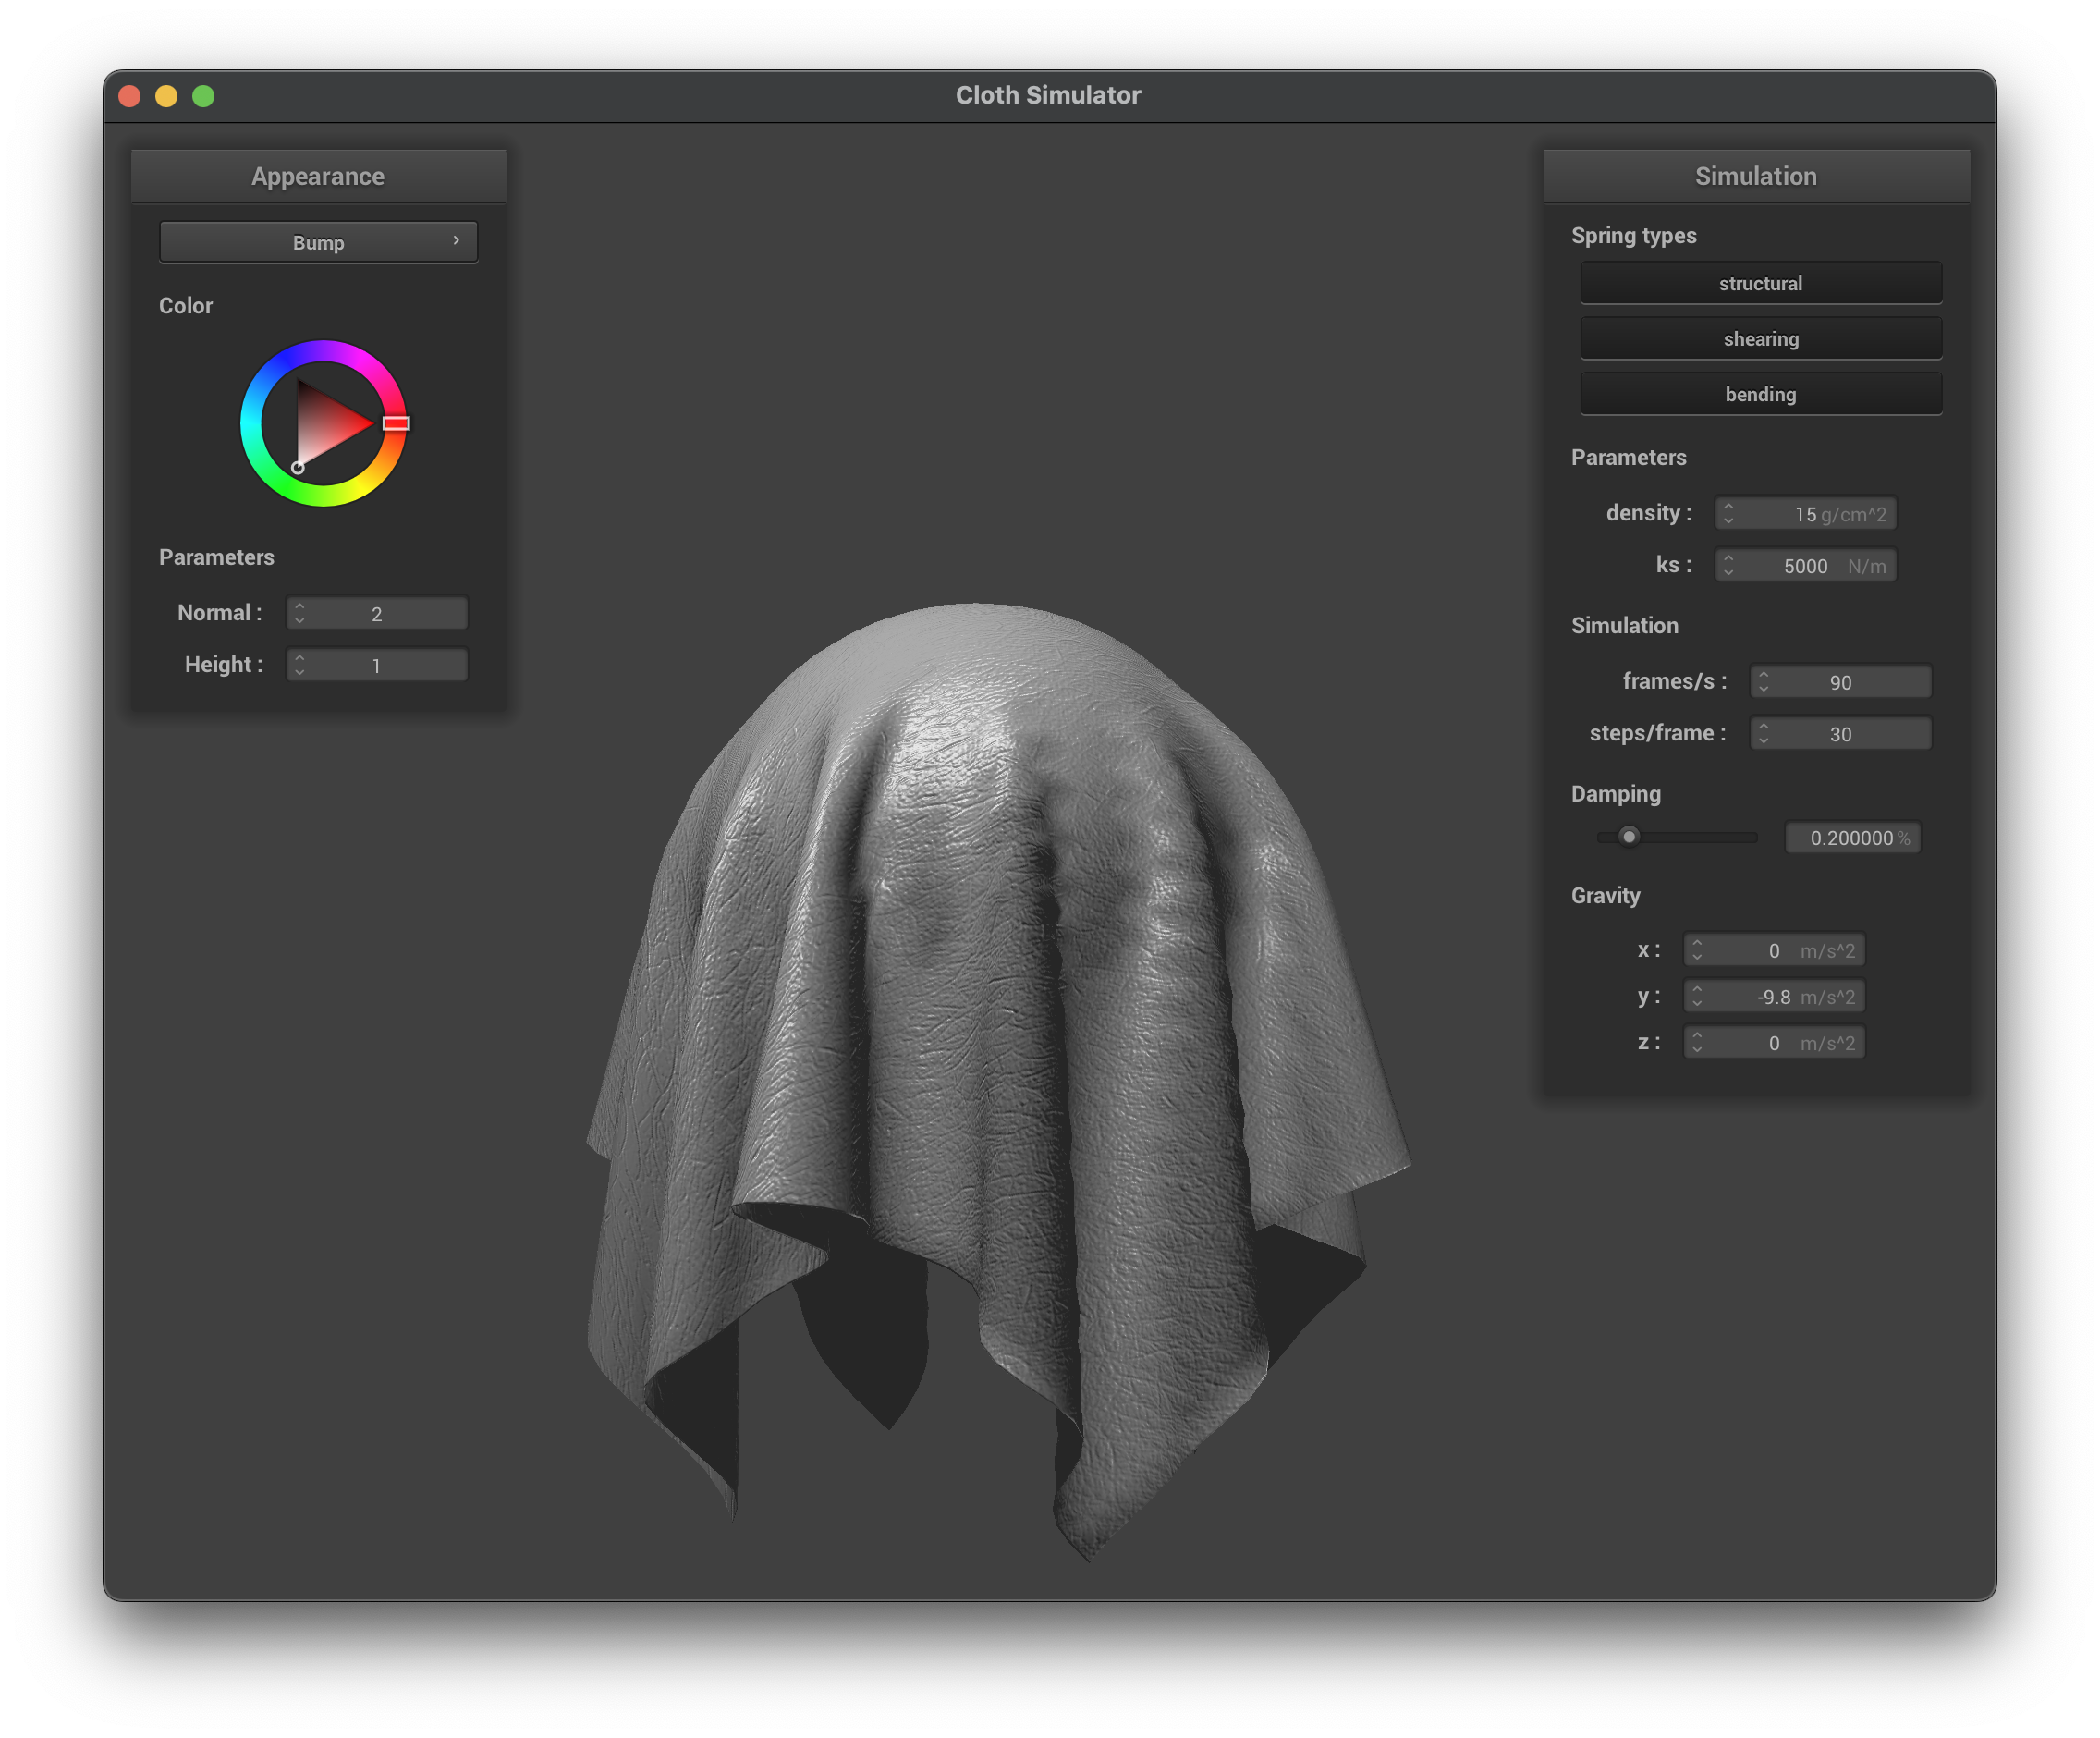 Cloth Simulator
Appearance
Bump
Color
Parameters
Normal : 2
Height : 1
Simulation
Spring types
structural
shearing
bending
Parameters
density : 15 g/cm^2
ks : 5000 N/m
Simulation
frames/s : 90
steps/frame : 30
Damping
0.200000 %
Gravity
x : 0 m/s^2
y : -9.8 m/s^2
z : 0 m/s^2